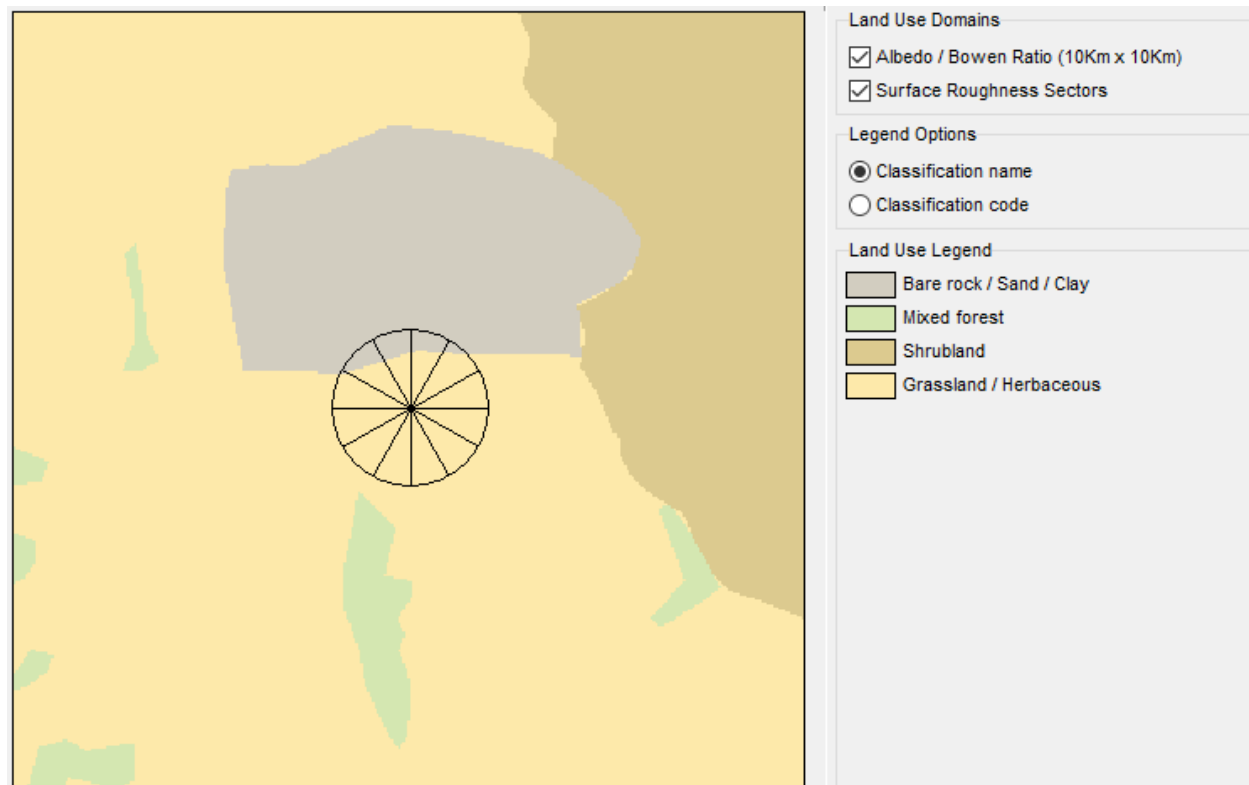 Land Use Domains
Albedo / Bowen Ratio (10Km x 10Km)
Surface Roughness Sectors
Legend Options
Classification name
Classification code
Land Use Legend
Bare rock / Sand / Clay
Mixed forest
Shrubland
Grassland / Herbaceous